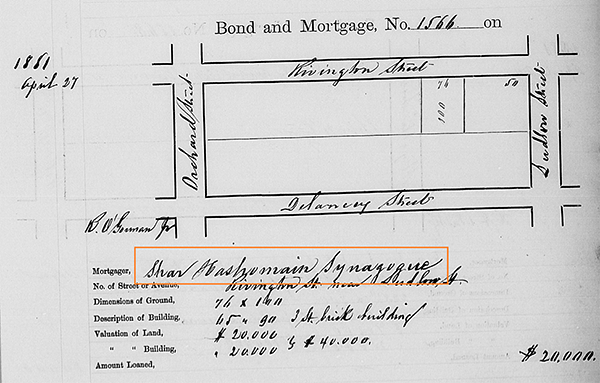 Bond and Mortgage, No. 1566 on
1861
April 27
Rivington Street
76
50
100
Orchard Street
Ludlow Street
Delancey Street
R. O'Gorman Jr
Mortgager, Shar Hashomain Synagogue
No. of Street or Avenue, Rivington St. near Ludlow St.
Dimensions of Ground, 76 x 100
Description of Building, 65 " 90 3 St. brick building
Valuation of Land, $ 20.000
" " Building, " 20.000 } $ 40.000.
Amount Loaned, $ 20.000.